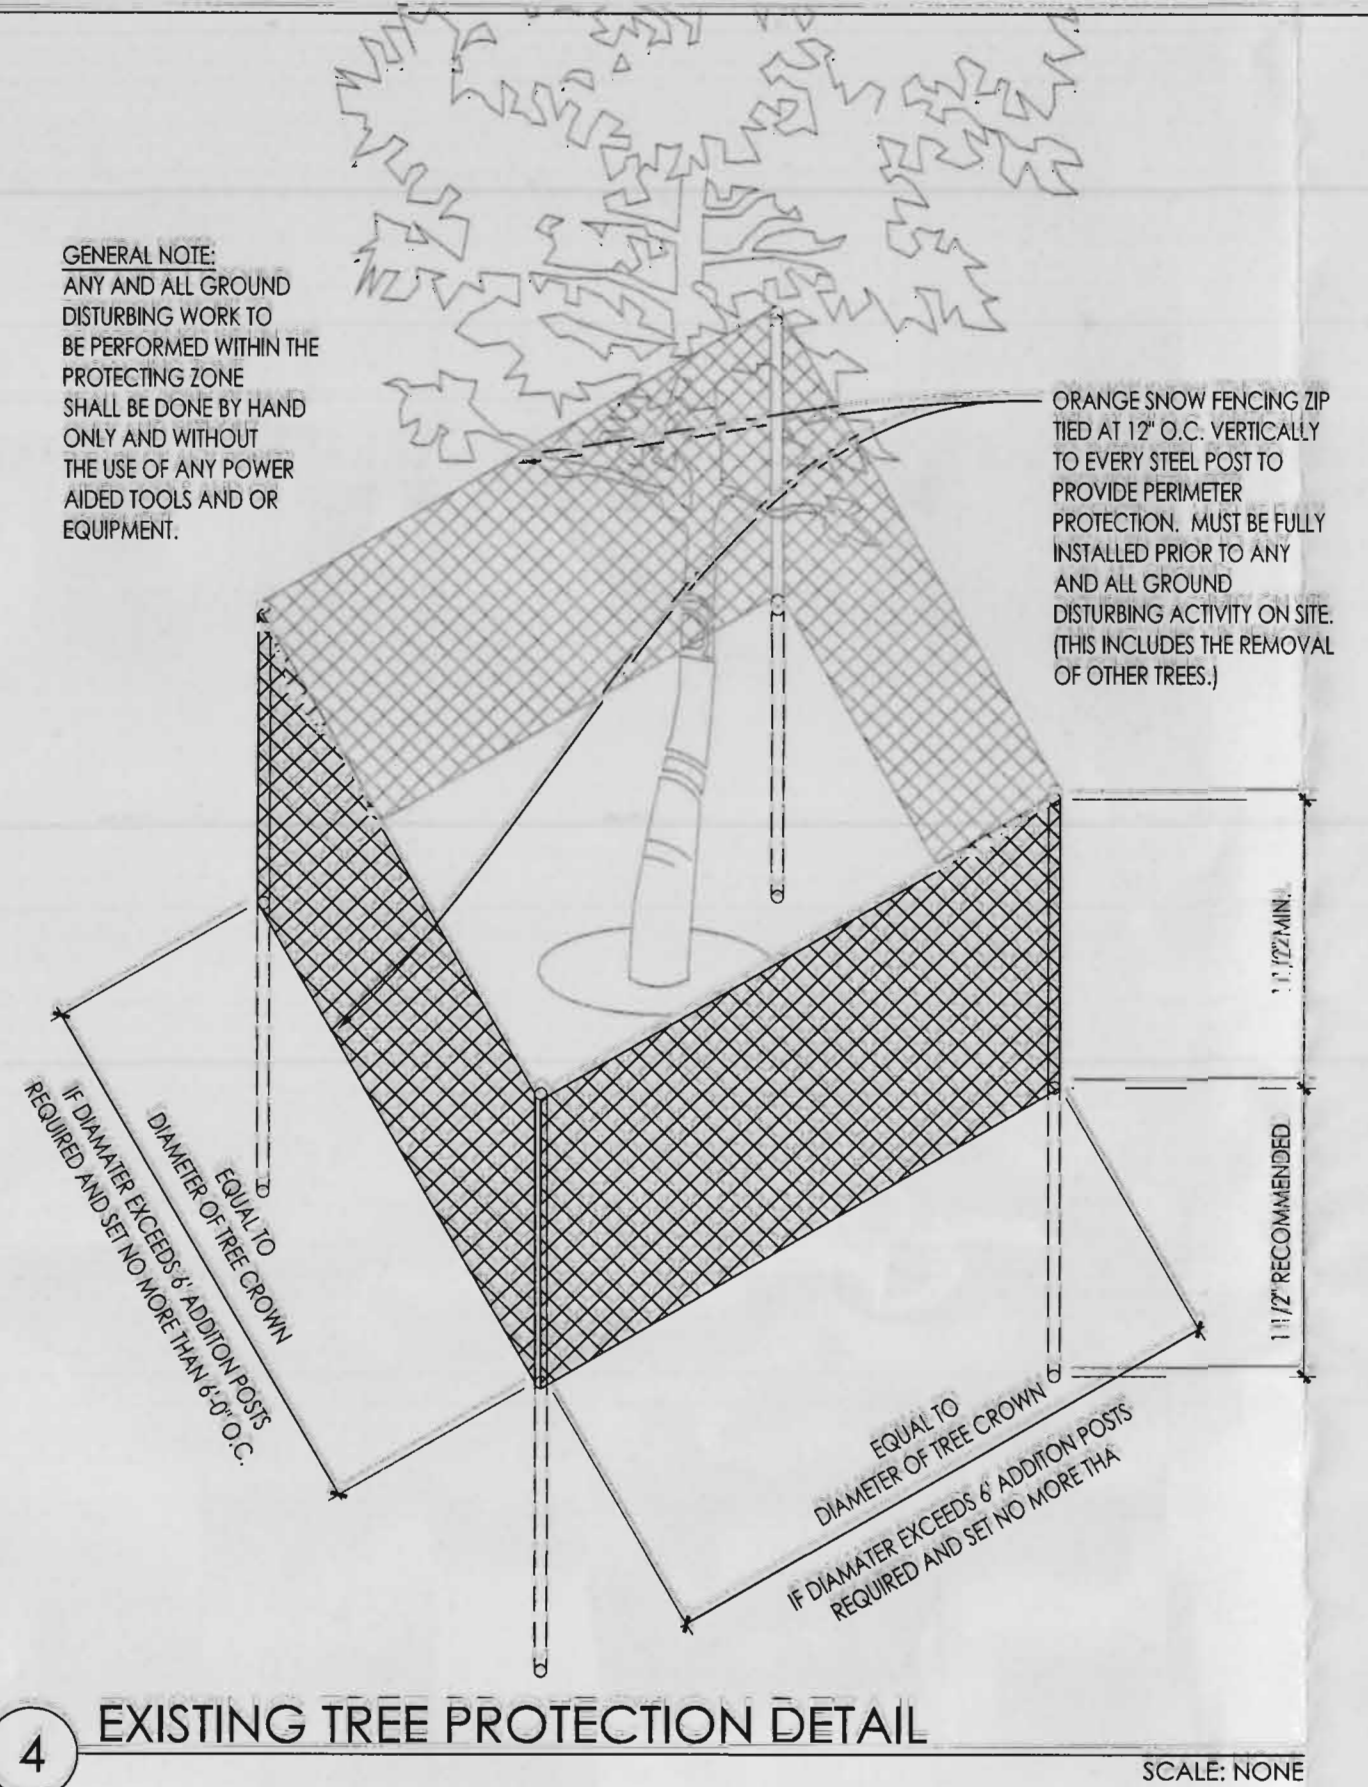 GENERAL NOTE:
ANY AND ALL GROUND
DISTURBING WORK TO
BE PERFORMED WITHIN THE
PROTECTING ZONE
SHALL BE DONE BY HAND
ONLY AND WITHOUT
THE USE OF ANY POWER
AIDED TOOLS AND OR
EQUIPMENT.
ORANGE SNOW FENCING ZIP
TIED AT 12" O.C. VERTICALLY
TO EVERY STEEL POST TO
PROVIDE PERIMETER
PROTECTION. MUST BE FULLY
INSTALLED PRIOR TO ANY
AND ALL GROUND
DISTURBING ACTIVITY ON SITE.
(THIS INCLUDES THE REMOVAL
OF OTHER TREES.)
MIN.
1 1/2" RECOMMENDED
EQUAL TO
DIAMETER OF TREE CROWN
IF DIAMATER EXCEEDS 6' ADDITON POSTS
REQUIRED AND SET NO MORE THAN 6'-0" O.C.
EQUAL TO
DIAMETER OF TREE CROWN
IF DIAMATER EXCEEDS 6' ADDITON POSTS
REQUIRED AND SET NO MORE THA
4
EXISTING TREE PROTECTION DETAIL
SCALE: NONE